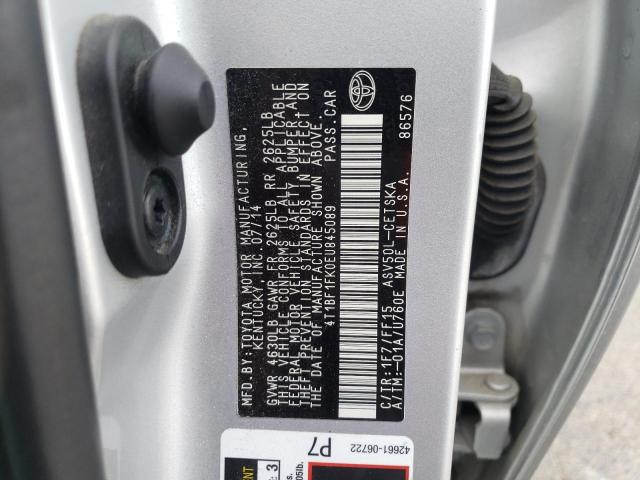 MFD.BY:TOYOTA MOTOR MANUFACTURING,
KENTUCKY, INC. 07/14
GVWR 4630LB GAWR FR 2625LB RR 2625LB
THIS VEHICLE CONFORMS TO ALL APPLICABLE
FEDERAL MOTOR VEHICLE SAFETY BUMPER AND
THEFT PREVENTION STANDARDS IN EFFECT ON
THE DATE OF MANUFACTURE SHOWN ABOVE.
4T1BF1FK0EU845089 PASS.CAR
C/TR:1F7/FF15 ASV50L-CETSKA
A/TM:-01A/U760E MADE IN U.S.A. 86576
42661-06722
P7
3